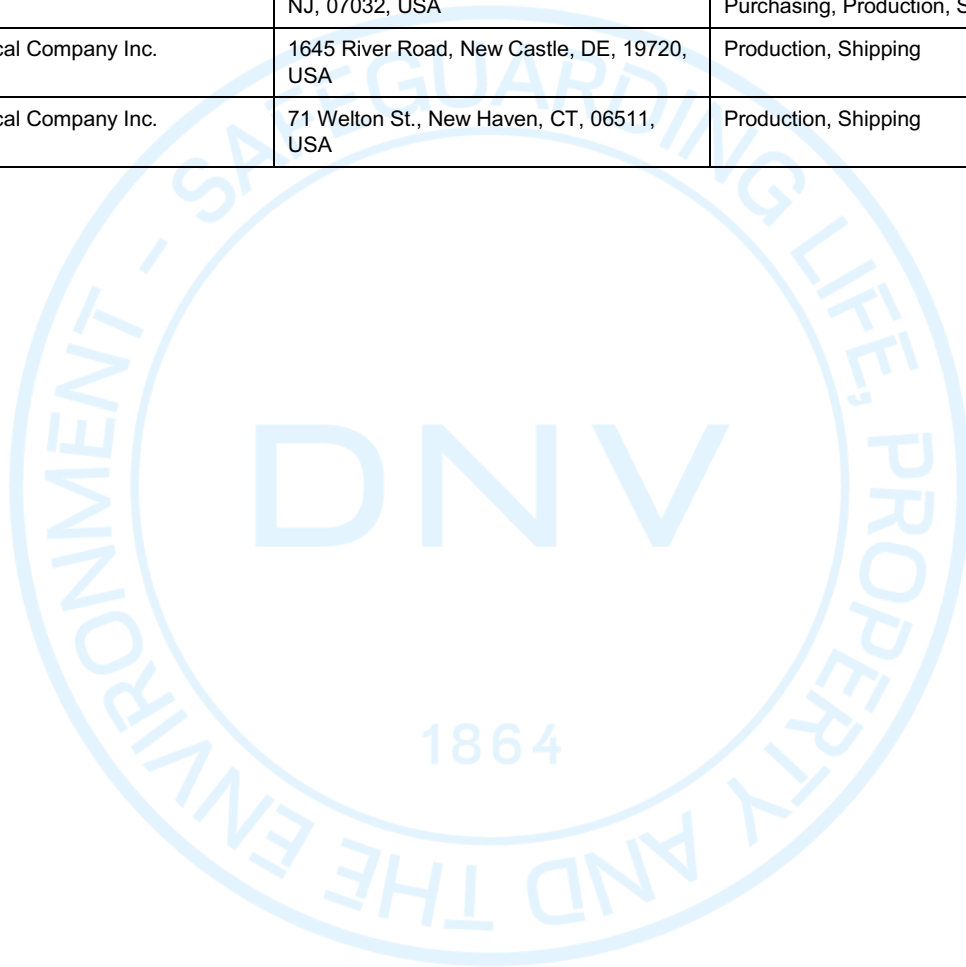 NJ, 07032, USA
Purchasing, Production, S
cal Company Inc.
1645 River Road, New Castle, DE, 19720,
USA
Production, Shipping
cal Company Inc.
71 Welton St., New Haven, CT, 06511,
USA
Production, Shipping
SAFEGUARDING LIFE, PROPERTY AND THE ENVIRONMENT -
DNV
1864